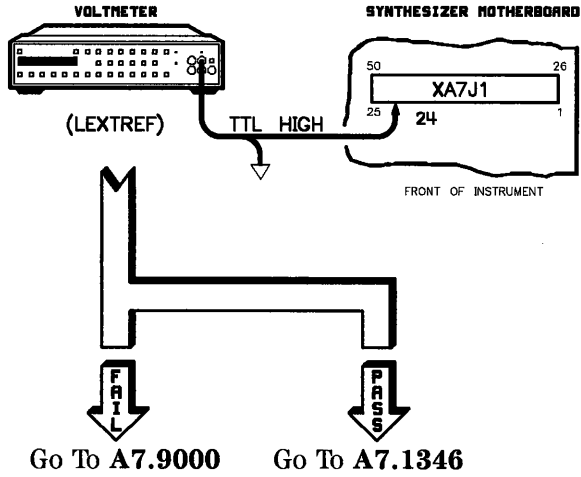 VOLTMETER
SYNTHESIZER MOTHERBOARD
50 26
XA7J1
25 24 1
(LEXTREF) TTL HIGH
FRONT OF INSTRUMENT
FAIL PASS
Go To A7.9000 Go To A7.1346